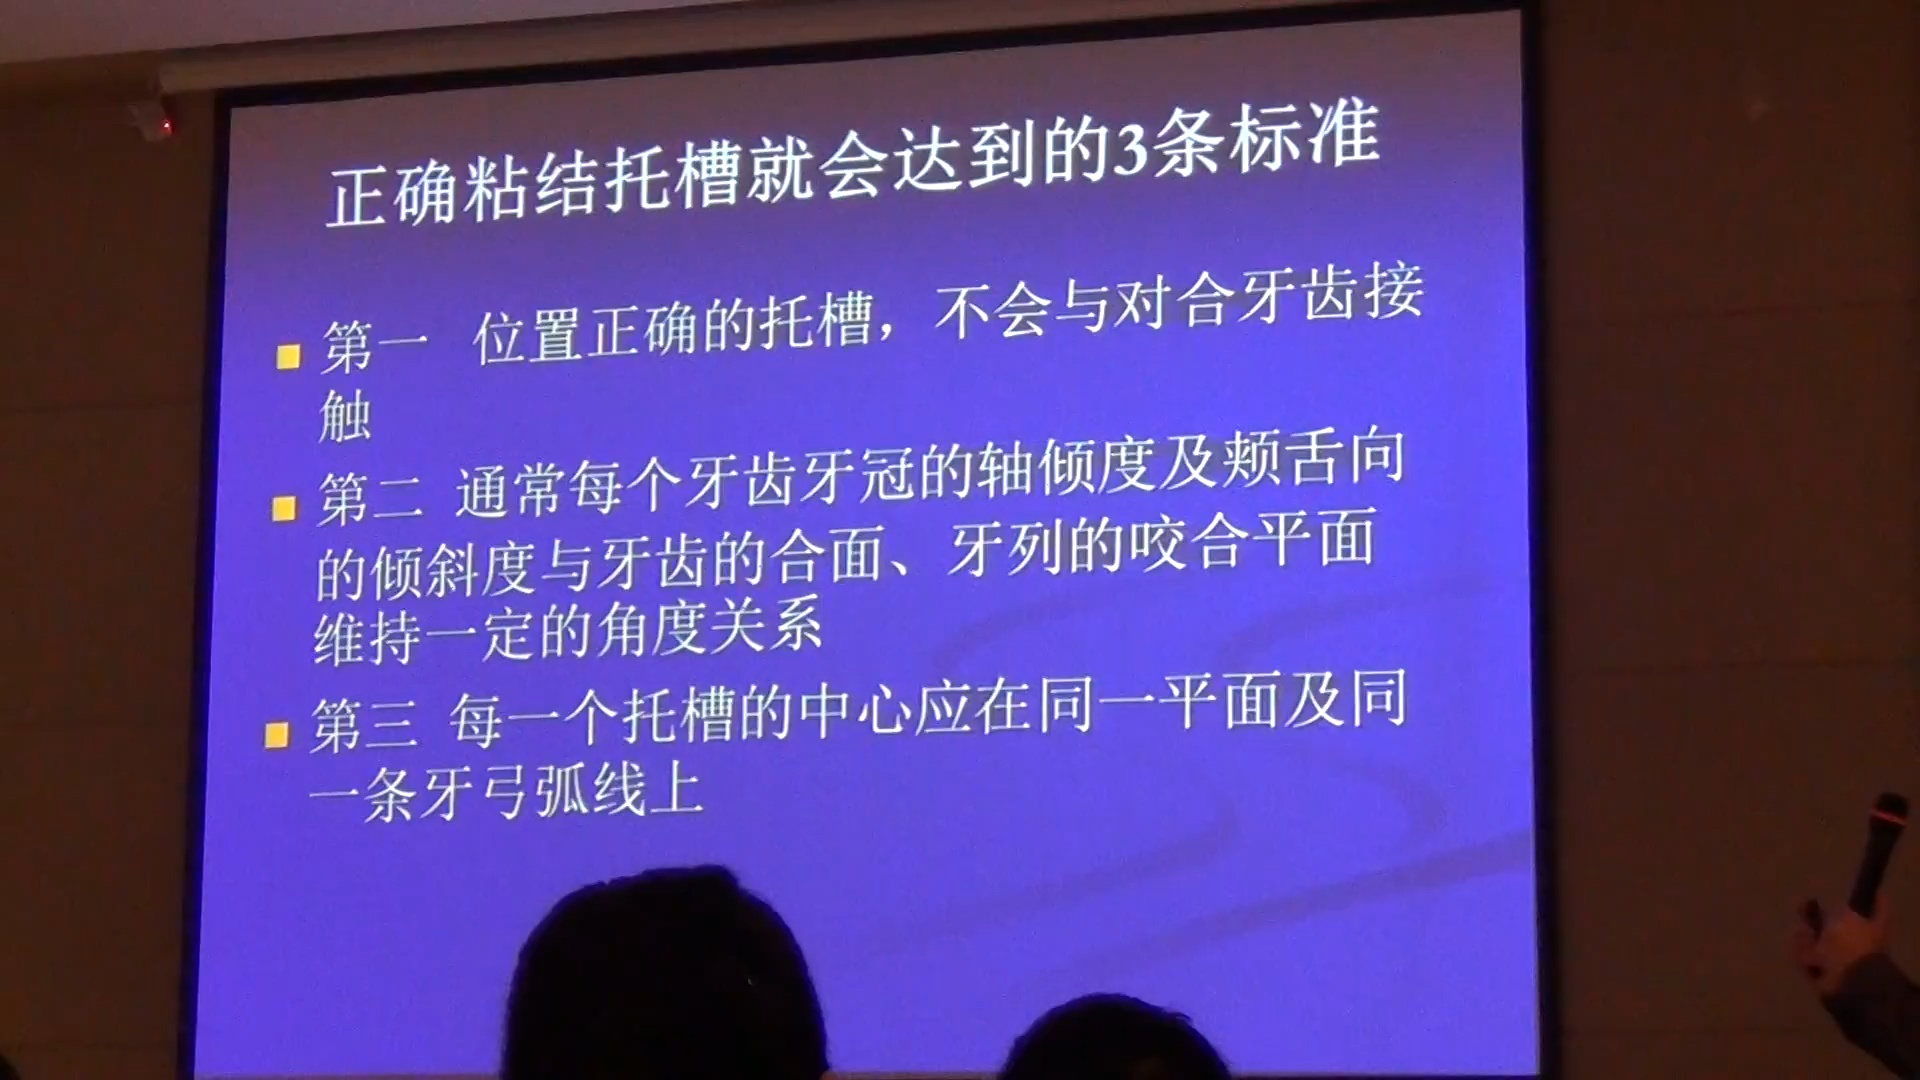 正确粘结托槽就会达到的3条标准
第一 位置正确的托槽，不会与对合牙齿接
触
第二 通常每个牙齿牙冠的轴倾度及颊舌向
的倾斜度与牙齿的合面、牙列的咬合平面
维持一定的角度关系
第三 每一个托槽的中心应在同一平面及同
一条牙弓弧线上